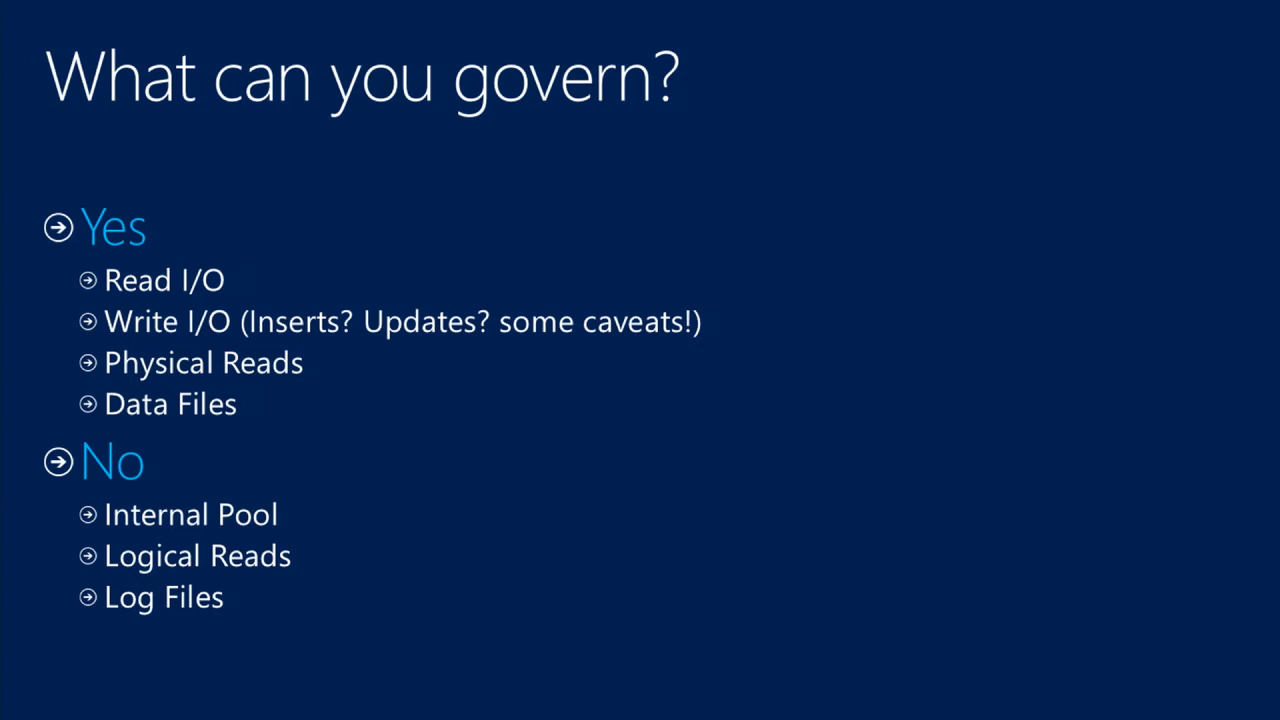 What can you govern?
Yes
Read I/O
Write I/O (Inserts? Updates? some caveats!)
Physical Reads
Data Files
No
Internal Pool
Logical Reads
Log Files